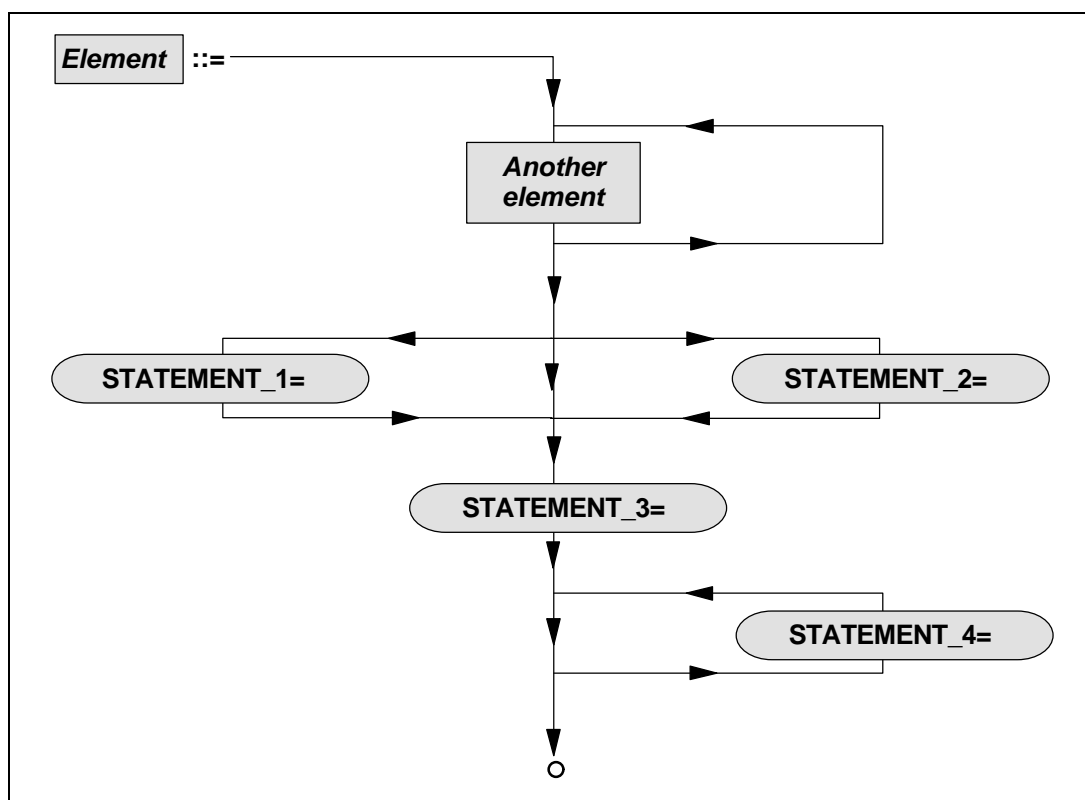 Element ::=
Another
element
STATEMENT_1=
STATEMENT_2=
STATEMENT_3=
STATEMENT_4=